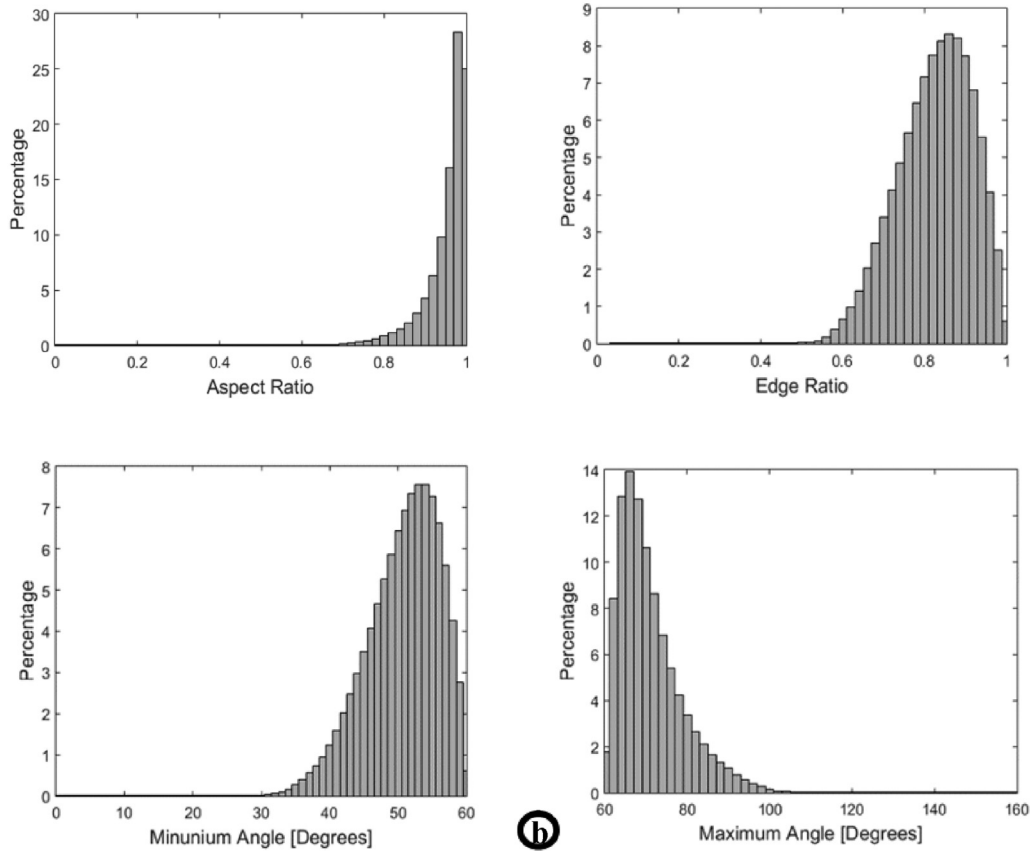 30
25
20
15
10
5
0
Percentage
0 0.2 0.4 0.6 0.8 1
Aspect Ratio
9
8
7
6
5
4
3
2
1
0
Percentage
0 0.2 0.4 0.6 0.8 1
Edge Ratio
8
7
6
5
4
3
2
1
0
Percentage
0 10 20 30 40 50 60
Minunium Angle [Degrees]
b
14
12
10
8
6
4
2
0
Percentage
60 80 100 120 140 160
Maximum Angle [Degrees]